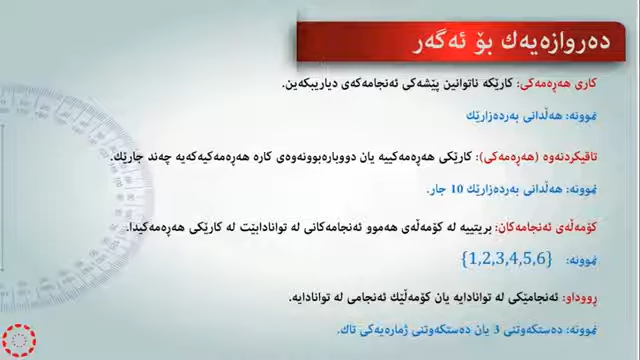 دەروازەیەك بۆ ئەگەر
کاری هەڕەمەکی: کارێکە ناتوانین پێشەکی ئەنجامەکەی دیاریبکەین.
نموونە: هەڵدانی بەردەزارێك
تاقیکردنەوە (هەڕەمەکی): کارێکی هەڕەمەکییە یان دووبارەبوونەوەی کارە هەڕەمەکیەکەیە چەند جارێك.
نموونە: هەڵدانی بەردەزارێك 10 جار.
کۆمەڵەی ئەنجامەکان: بریتییە لە کۆمەڵەی هەموو ئەنجامەکانی لە توانادابێت لە کارێکی هەڕەمەکیدا.
نموونە: {1,2,3,4,5,6}
ڕووداو: ئەنجامێکی لە توانادایە یان کۆمەڵێك ئەنجامی لە توانادایە.
نموونە: دەستکەوتنی 3 یان دەستکەوتنی ژمارەیەکی تاك.